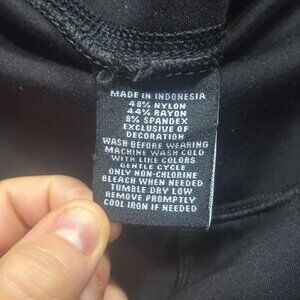 MADE IN INDONESIA
48% NYLON
44% RAYON
8% SPANDEX
EXCLUSIVE OF
DECORATION
WASH BEFORE WEARING
MACHINE WASH COLD
WITH LIKE COLORS
GENTLE CYCLE
ONLY NON-CHLORINE
BLEACH WHEN NEEDED
TUMBLE DRY LOW
REMOVE PROMPTLY
COOL IRON IF NEEDED